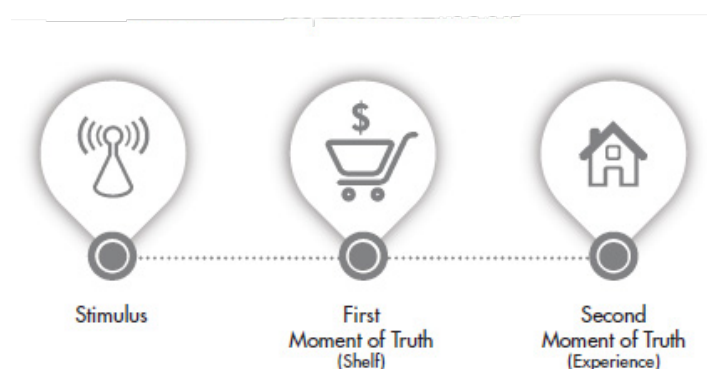 $
Stimulus
First
Moment of Truth
(Shelf)
Second
Moment of Truth
(Experience)